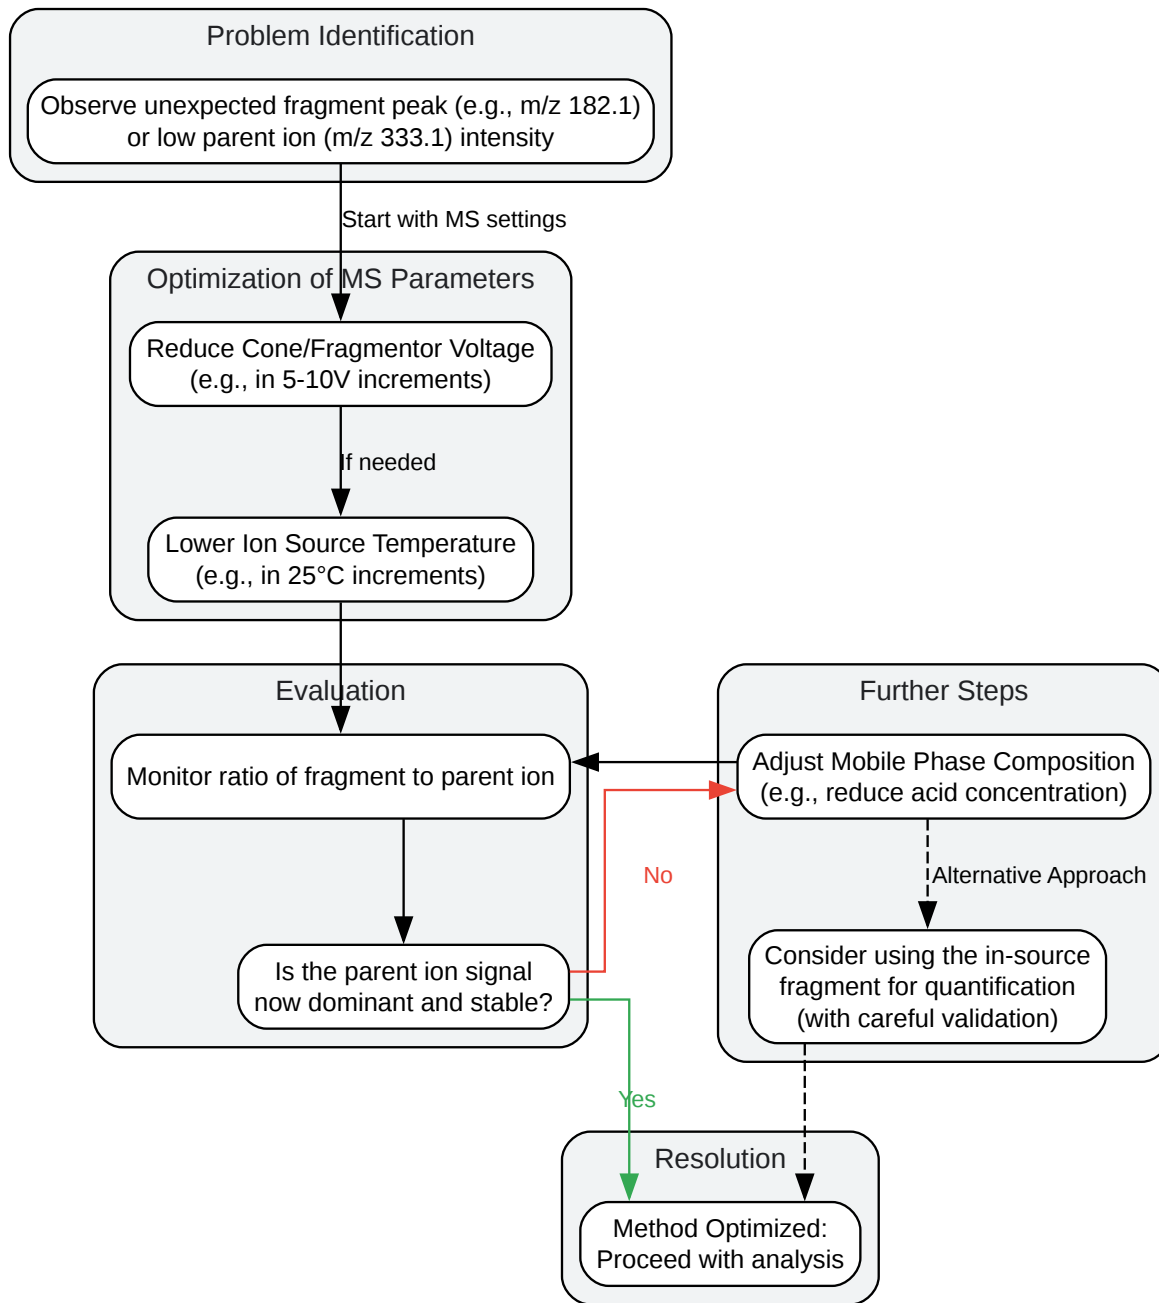 Problem Identification
Observe unexpected fragment peak (e.g., m/z 182.1)
or low parent ion (m/z 333.1) intensity
Start with MS settings
Optimization of MS Parameters
Reduce Cone/Fragmentor Voltage
(e.g., in 5-10V increments)
If needed
Lower Ion Source Temperature
(e.g., in 25°C increments)
Evaluation
Monitor ratio of fragment to parent ion
Is the parent ion signal
now dominant and stable?
No
Yes
Further Steps
Adjust Mobile Phase Composition
(e.g., reduce acid concentration)
Alternative Approach
Consider using the in-source
fragment for quantification
(with careful validation)
Resolution
Method Optimized:
Proceed with analysis